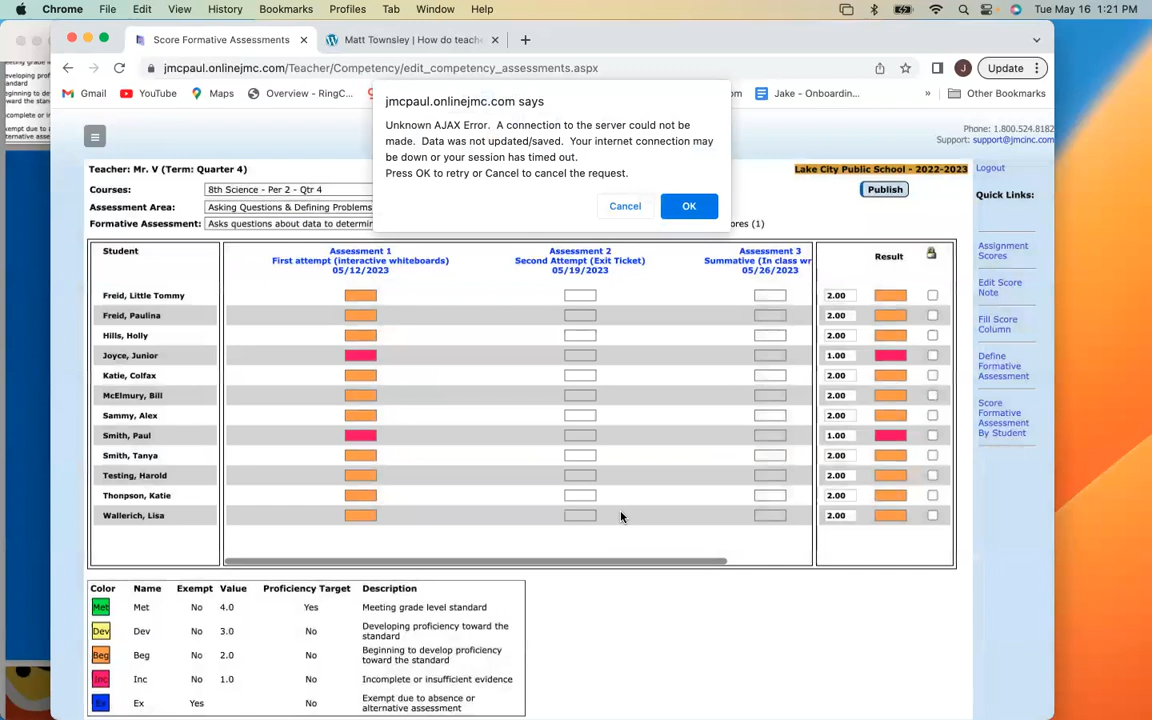 Chrome File Edit View History Bookmarks Profiles Tab Window Help Tue May 16 1:21 PM
Score Formative Assessments Matt Townsley | How do teache
jmcpaul.onlinejmc.com/Teacher/Competency/edit_competency_assessments.aspx J Update
Gmail YouTube Maps Overview - RingC... Jake - Onboardin... » Other Bookmarks
jmcpaul.onlinejmc.com says
Unknown AJAX Error. A connection to the server could not be
made. Data was not updated/saved. Your internet connection may
be down or your session has timed out.
Press OK to retry or Cancel to cancel the request.
Cancel OK
Phone: 1.800.524.8182
Support: support@jmcinc.com
Teacher: Mr. V (Term: Quarter 4) Lake City Public School - 2022-2023 Logout
Courses: 8th Science - Per 2 - Qtr 4 Publish Quick Links:
Assessment Area: Asking Questions & Defining Problems
Formative Assessment: Asks questions about data to determin ores (1)
Student Assessment 1 Assessment 2 Assessment 3 Result
First attempt (interactive whiteboards) Second Attempt (Exit Ticket) Summative (In class wr
05/12/2023 05/19/2023 05/26/2023
Freid, Little Tommy 2.00
Freid, Paulina 2.00
Hills, Holly 2.00
Joyce, Junior 1.00
Katie, Colfax 2.00
McElmury, Bill 2.00
Sammy, Alex 2.00
Smith, Paul 1.00
Smith, Tanya 2.00
Testing, Harold 2.00
Thonpson, Katie 2.00
Wallerich, Lisa 2.00
Assignment
Scores
Edit Score
Note
Fill Score
Column
Define
Formative
Assessment
Score
Formative
Assessment
By Student
Color Name Exempt Value Proficiency Target Description
Met Met No 4.0 Yes Meeting grade level standard
Dev Dev No 3.0 No Developing proficiency toward the
standard
Beg Beg No 2.0 No Beginning to develop proficiency
toward the standard
Inc Inc No 1.0 No Incomplete or insufficient evidence
Ex Ex Yes No Exempt due to absence or
alternative assessment